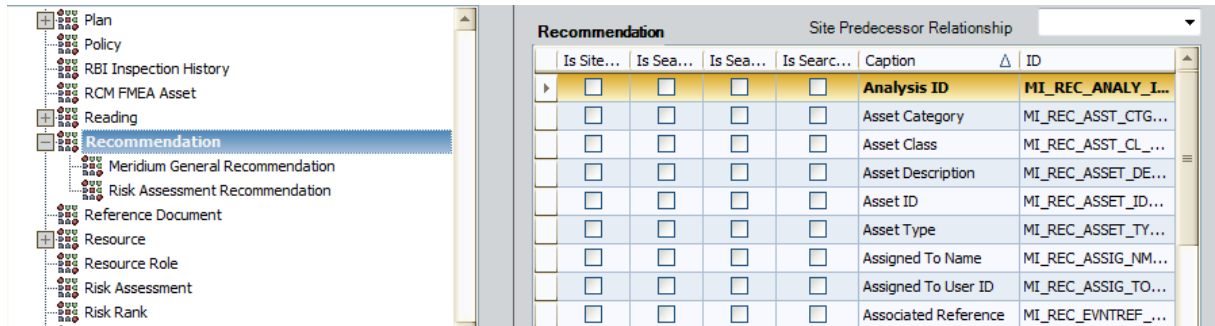 Plan
Policy
RBI Inspection History
RCM FMEA Asset
Reading
Recommendation
Meridium General Recommendation
Risk Assessment Recommendation
Reference Document
Resource
Resource Role
Risk Assessment
Risk Rank
Recommendation Site Predecessor Relationship
Is Site... Is Sea... Is Sea... Is Searc... Caption ID
Analysis ID MI_REC_ANALY_I...
Asset Category MI_REC_ASST_CTG...
Asset Class MI_REC_ASST_CL_...
Asset Description MI_REC_ASSET_DE...
Asset ID MI_REC_ASSET_ID...
Asset Type MI_REC_ASSET_TY...
Assigned To Name MI_REC_ASSIG_NM...
Assigned To User ID MI_REC_ASSIG_TO...
Associated Reference MI_REC_EVNTREF_...